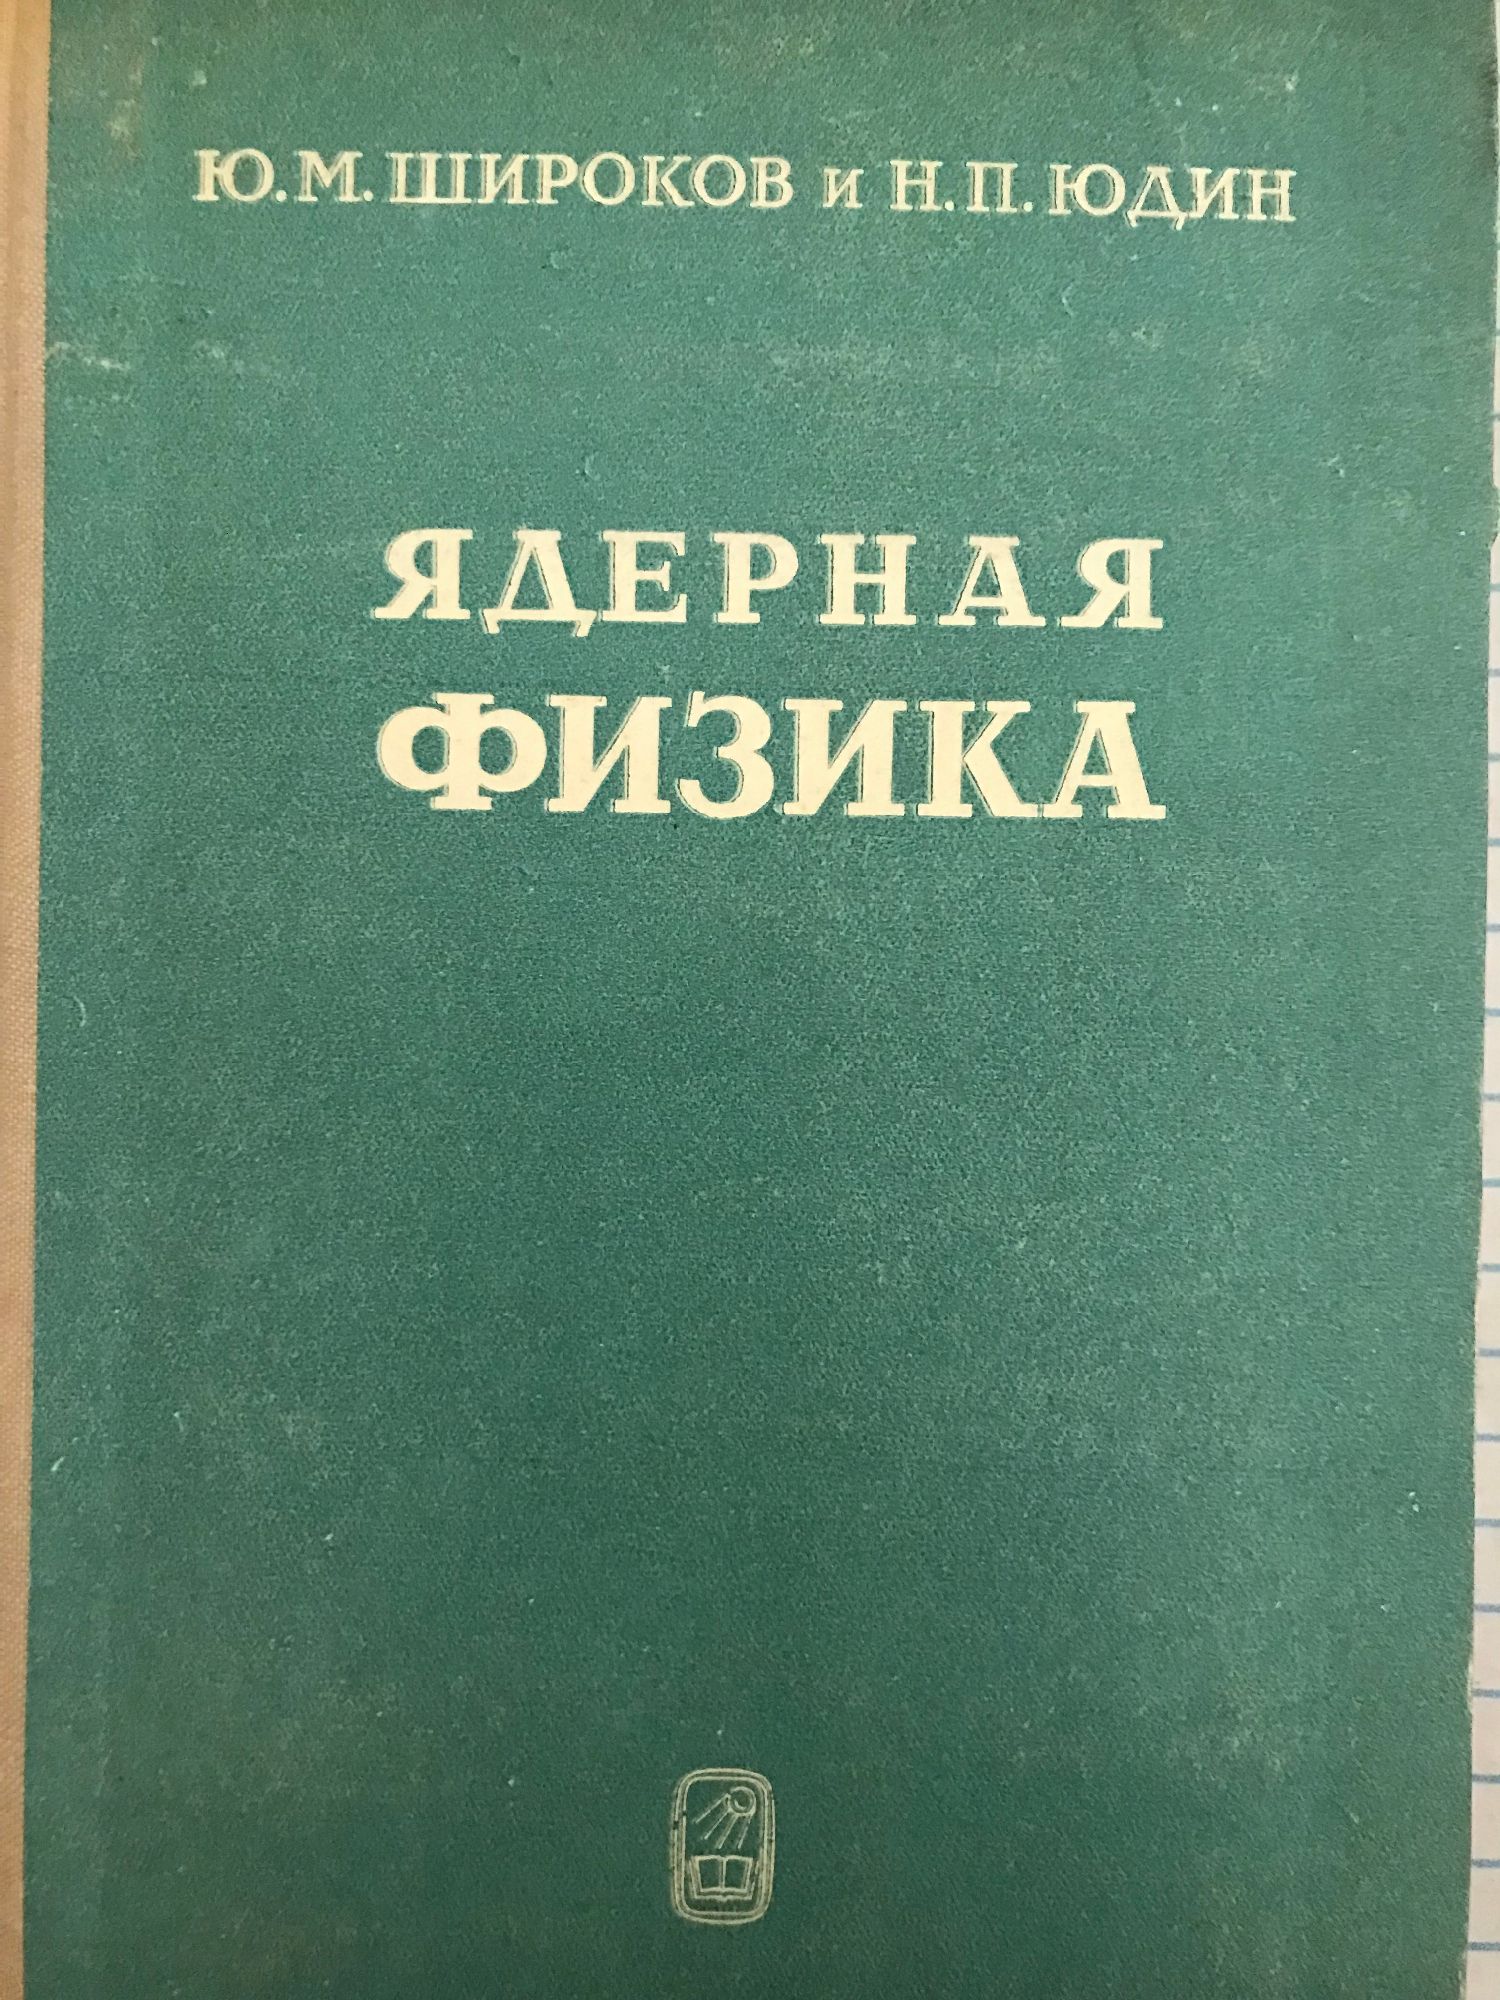 Ю.М.ШИРОКОВ и Н.П.ЮДИН
ЯДЕРНАЯ
ФИЗИКА